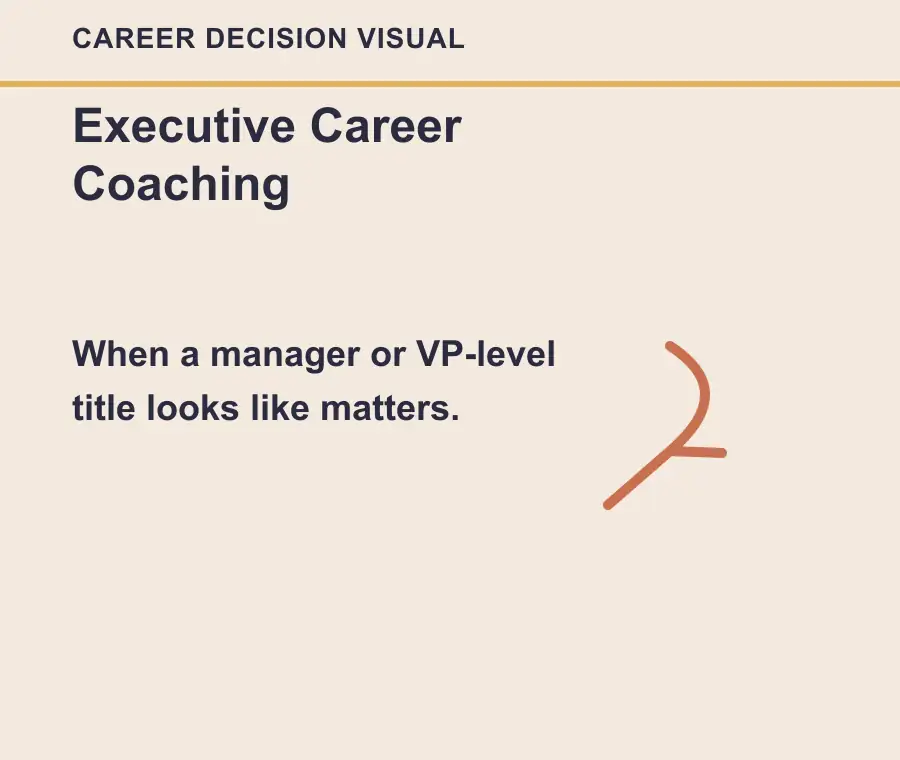 CAREER DECISION VISUAL
Executive Career
Coaching
When a manager or VP-level
title looks like matters.